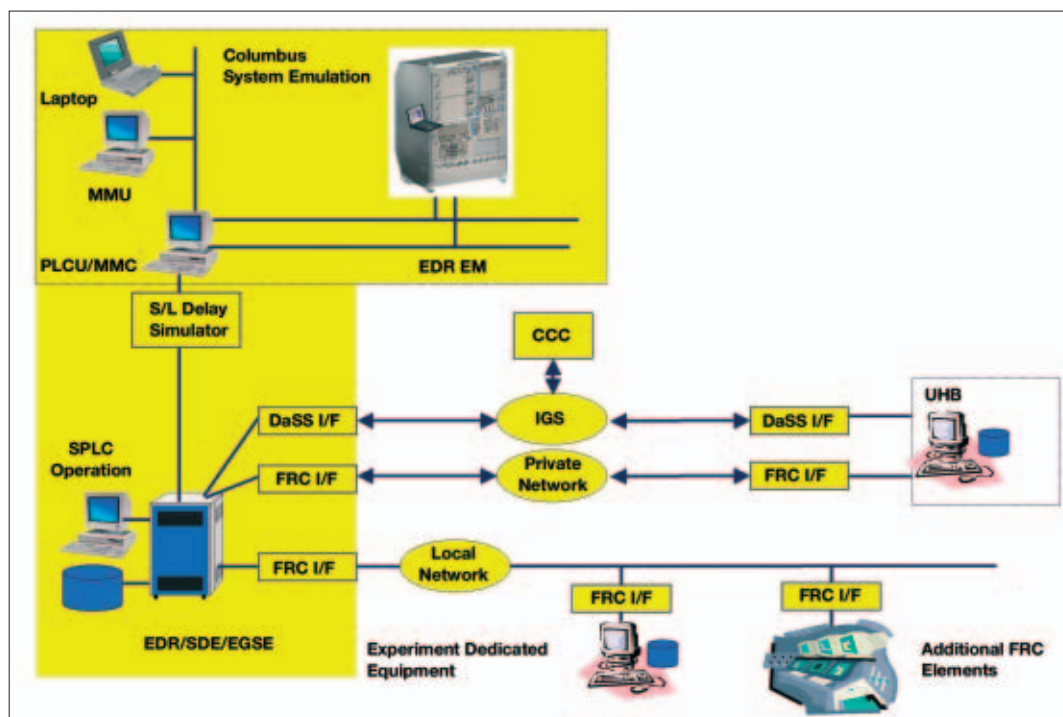 Columbus
System Emulation
Laptop
MMU
PLCU/MMC
EDR EM
S/L Delay
Simulator
CCC
UHB
DaSS I/F
IGS
DaSS I/F
SPLC
Operation
FRC I/F
Private
Network
FRC I/F
FRC I/F
Local
Network
FRC I/F
FRC I/F
EDR/SDE/EGSE
Experiment Dedicated
Equipment
Additional FRC
Elements